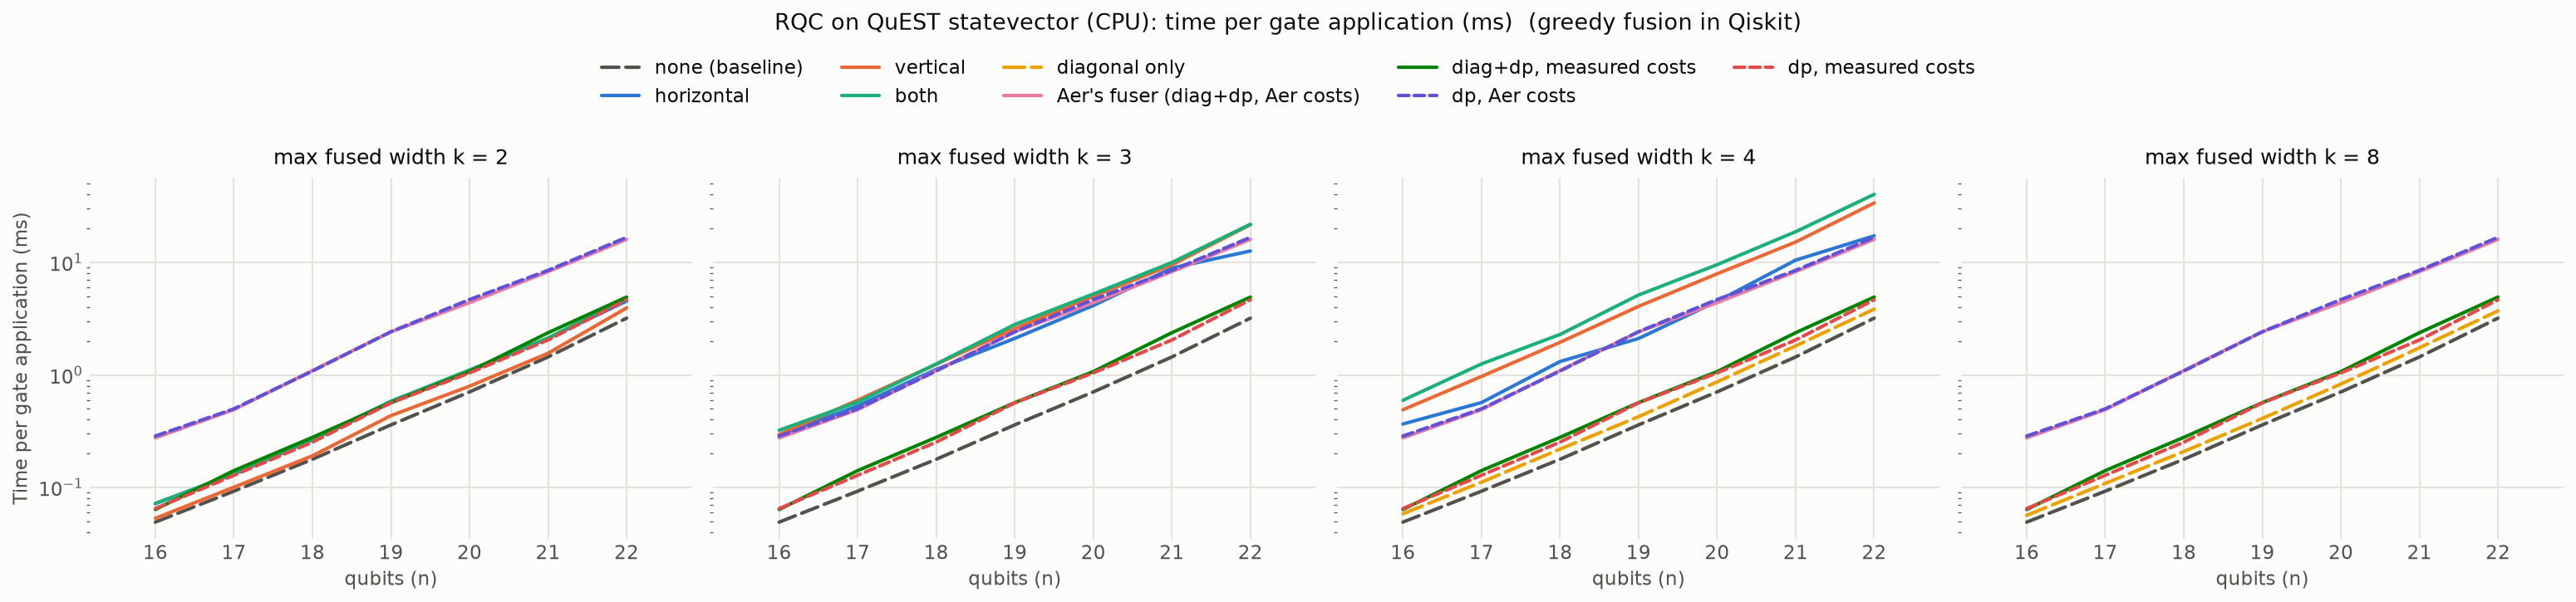 RQC on QuEST statevector (CPU): time per gate application (ms)  (greedy fusion in Qiskit)
none (baseline) vertical diagonal only diag+dp, measured costs dp, measured costs
horizontal both Aer's fuser (diag+dp, Aer costs) dp, Aer costs
max fused width k = 2
max fused width k = 3
max fused width k = 4
max fused width k = 8
Time per gate application (ms)
10¹
10⁰
10⁻¹
16 17 18 19 20 21 22
qubits (n)
16 17 18 19 20 21 22
qubits (n)
16 17 18 19 20 21 22
qubits (n)
16 17 18 19 20 21 22
qubits (n)